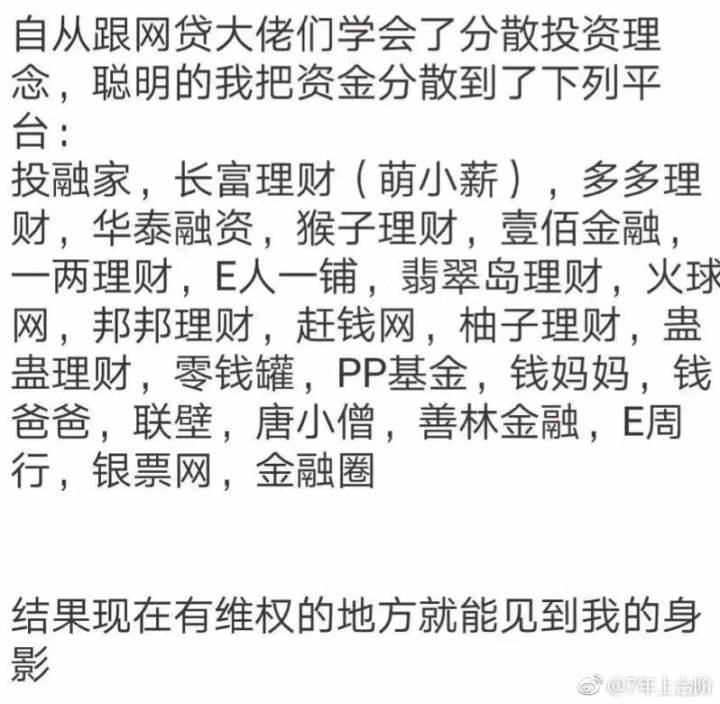 自从跟网贷大佬们学会了分散投资理
念，聪明的我把资金分散到了下列平
台：
投融家，长富理财（萌小薪），多多理
财，华泰融资，猴子理财，壹佰金融，
一两理财，E人一铺，翡翠岛理财，火球
网，邦邦理财，赶钱网，柚子理财，蛊
蛊理财，零钱罐，PP基金，钱妈妈，钱
爸爸，联壁，唐小僧，善林金融，E周
行，银票网，金融圈
结果现在有维权的地方就能见到我的身
影
@7年上台阶